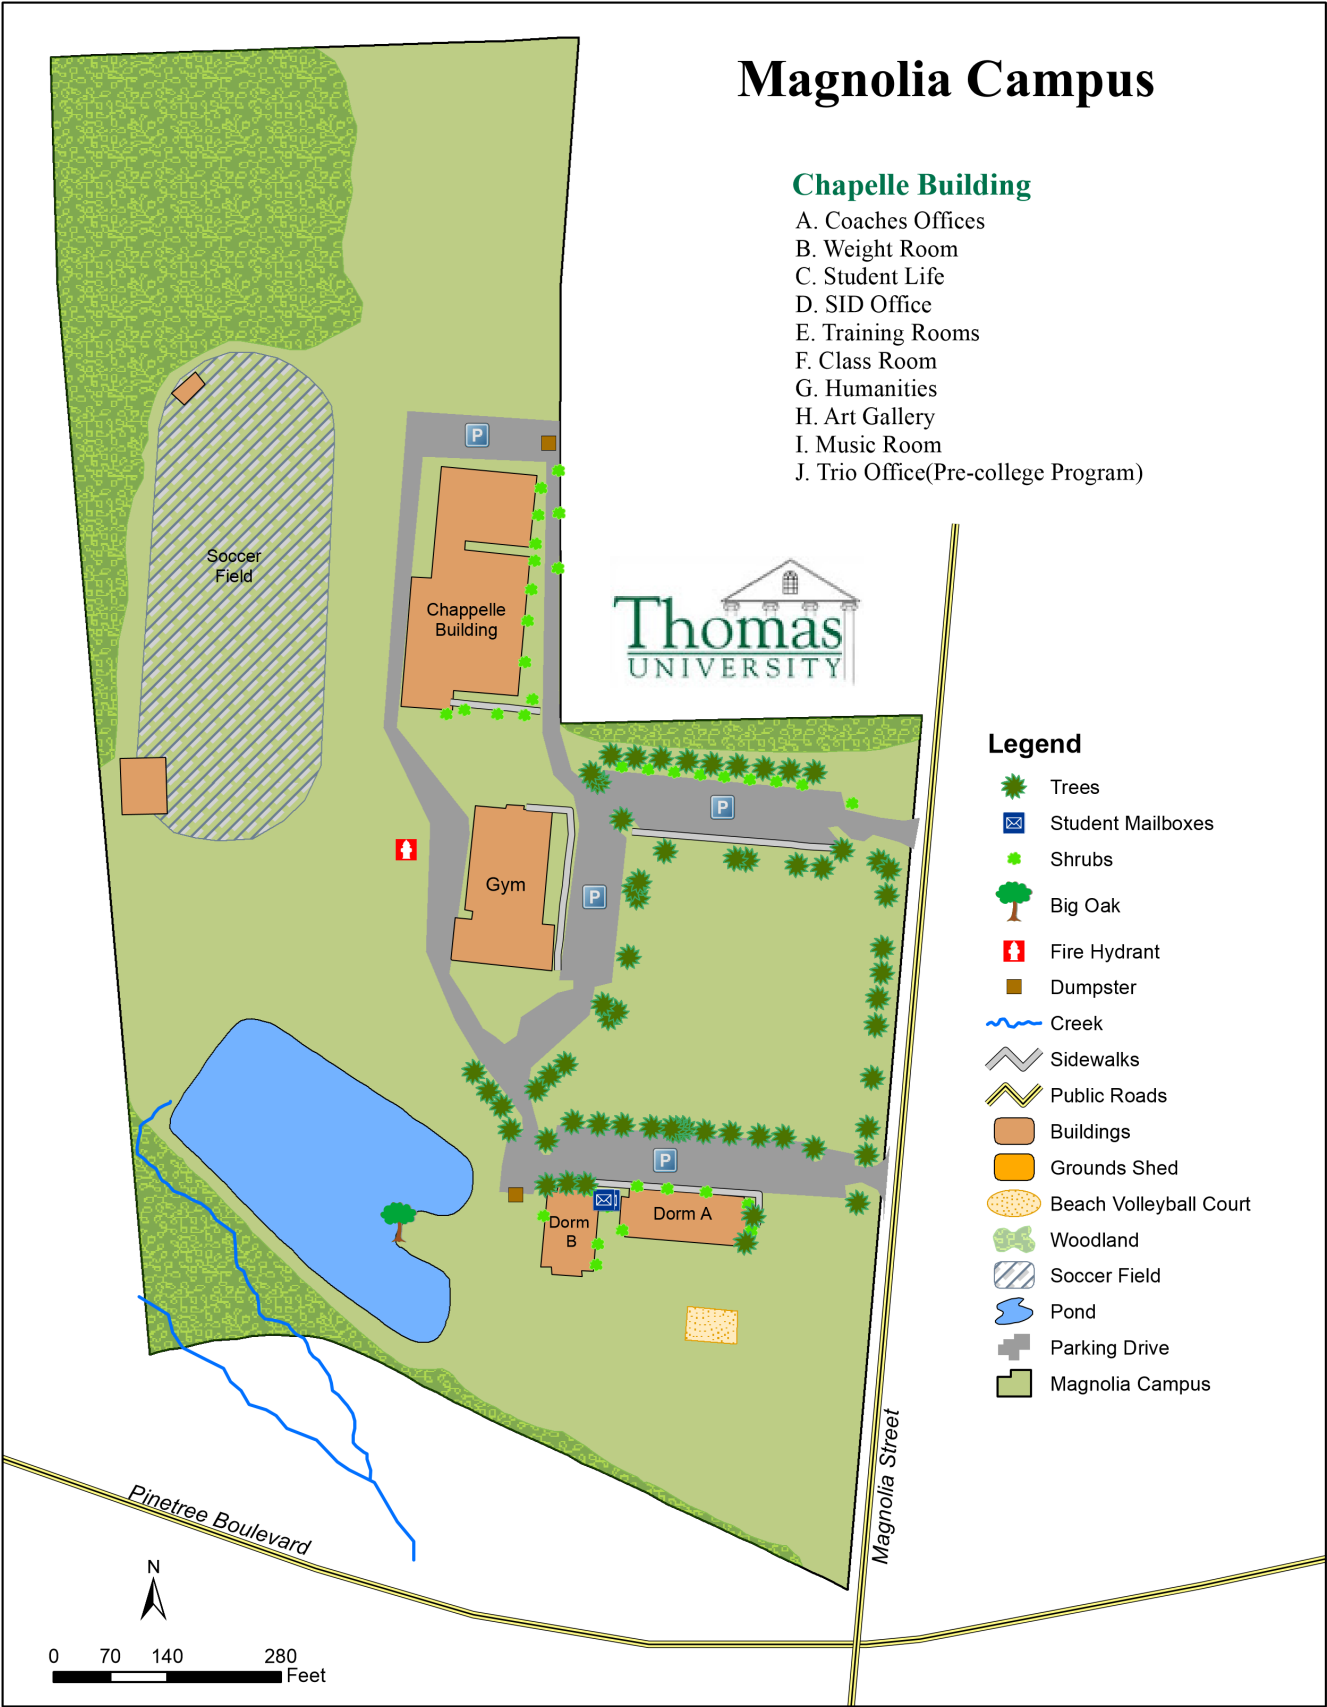 Magnolia Campus
Chapelle Building
A. Coaches Offices
B. Weight Room
C. Student Life
D. SID Office
E. Training Rooms
F. Class Room
G. Humanities
H. Art Gallery
I. Music Room
J. Trio Office(Pre-college Program)
P
Soccer
Field
Chappelle
Building
Thomas
UNIVERSITY
P
Gym
P
P
Dorm
B
Dorm A
Legend
Trees
Student Mailboxes
Shrubs
Big Oak
Fire Hydrant
Dumpster
Creek
Sidewalks
Public Roads
Buildings
Grounds Shed
Beach Volleyball Court
Woodland
Soccer Field
Pond
Parking Drive
Magnolia Campus
Magnolia Street
Pinetree Boulevard
N
0 70 140 280
Feet